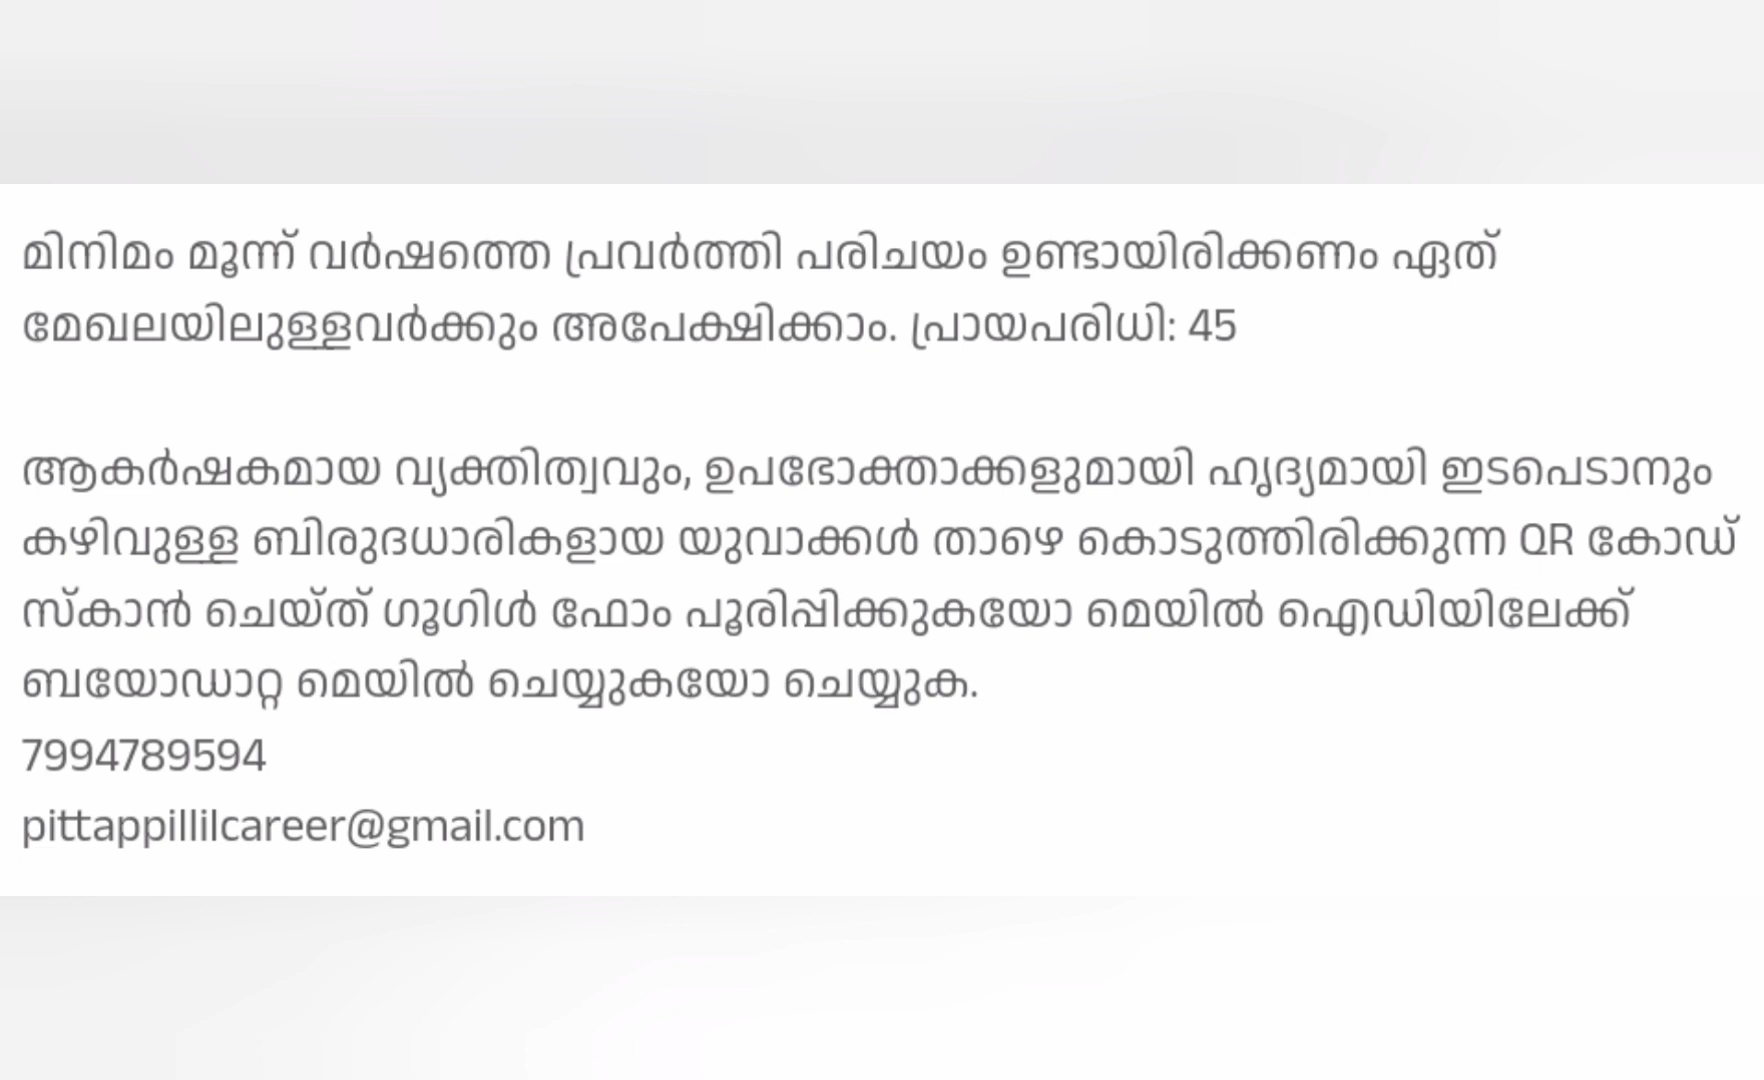 മിനിമം മൂന്ന് വർഷത്തെ പ്രവർത്തി പരിചയം ഉണ്ടായിരിക്കണം ഏത്
മേഖലയിലുള്ളവർക്കും അപേക്ഷിക്കാം. പ്രായപരിധി: 45
ആകർഷകമായ വ്യക്തിത്വവും, ഉപഭോക്താക്കളുമായി ഹൃദ്യമായി ഇടപെടാനും
കഴിവുള്ള ബിരുദധാരികളായ യുവാക്കൾ താഴെ കൊടുത്തിരിക്കുന്ന QR കോഡ്
സ്കാൻ ചെയ്ത് ഗൂഗിൾ ഫോം പൂരിപ്പിക്കുകയോ മെയിൽ ഐഡിയിലേക്ക്
ബയോഡാറ്റ മെയിൽ ചെയ്യുകയോ ചെയ്യുക.
7994789594
pittappillilcareer@gmail.com